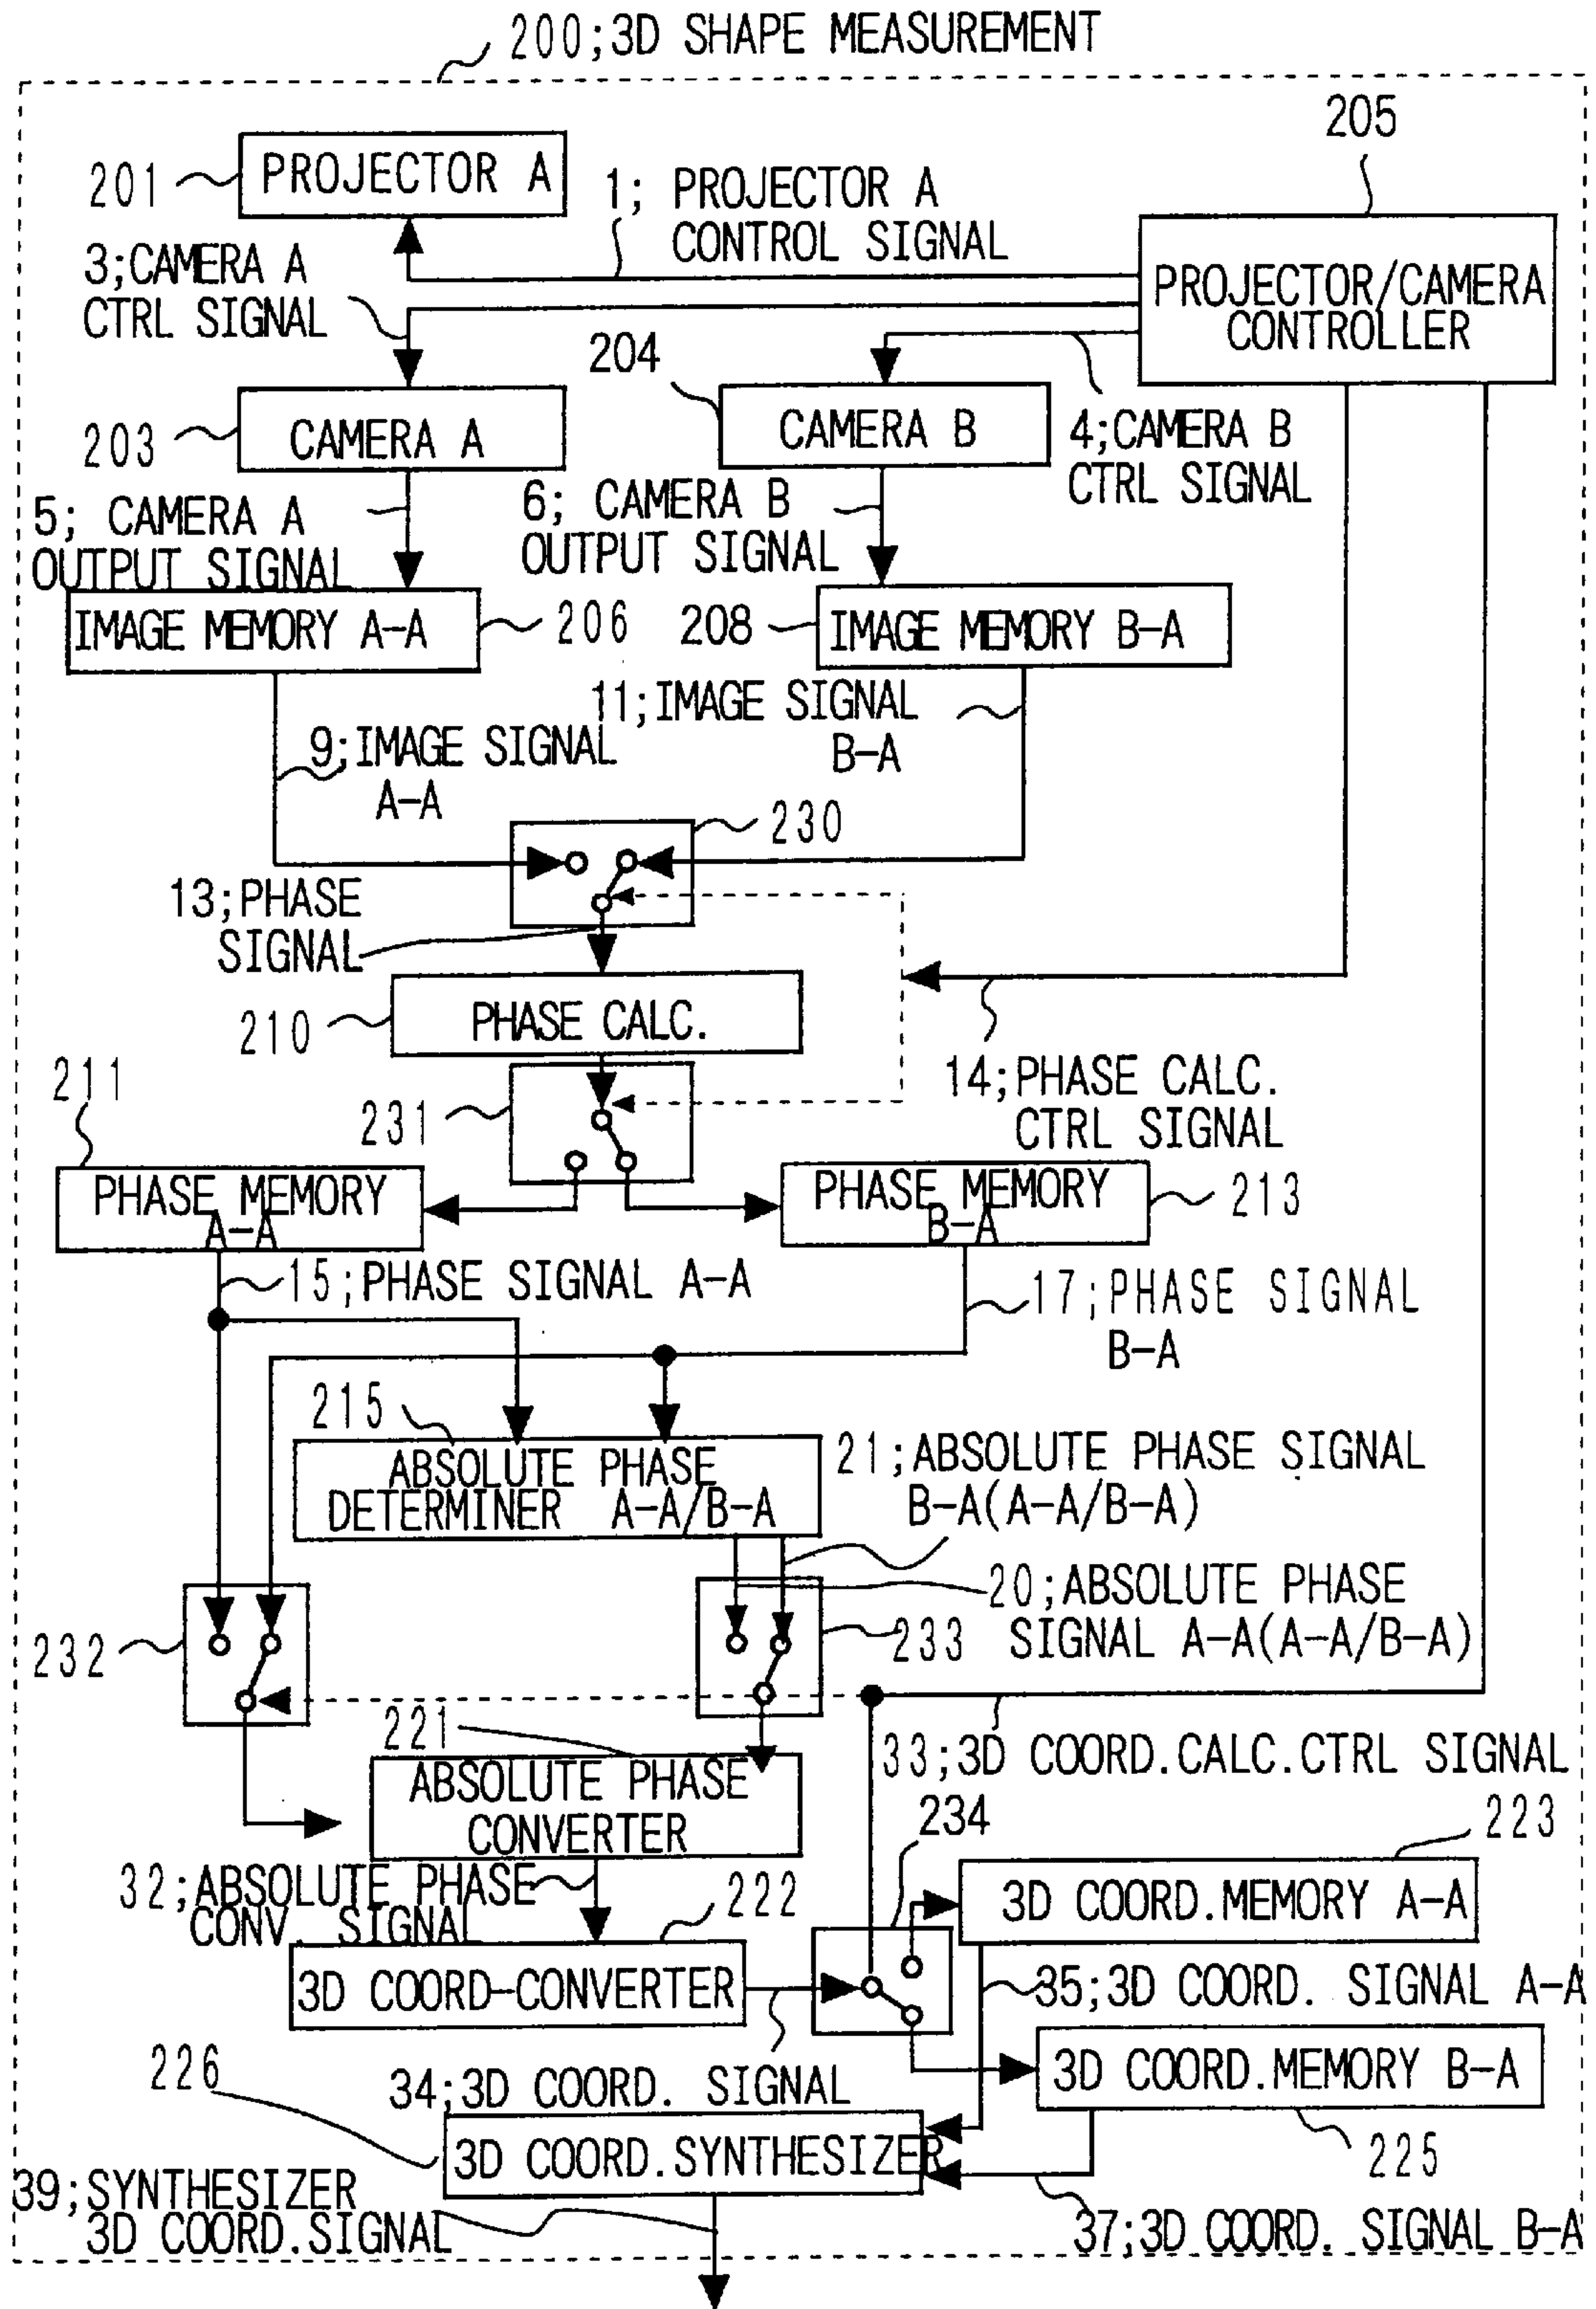 200;3D SHAPE MEASUREMENT
205
201
PROJECTOR A
1; PROJECTOR A
CONTROL SIGNAL
3;CAMERA A
CTRL SIGNAL
PROJECTOR/CAMERA
CONTROLLER
204
203
CAMERA A
CAMERA B
4;CAMERA B
CTRL SIGNAL
5; CAMERA A
OUTPUT SIGNAL
6; CAMERA B
OUTPUT SIGNAL
IMAGE MEMORY A-A
206
208
IMAGE MEMORY B-A
9;IMAGE SIGNAL
A-A
11;IMAGE SIGNAL
B-A
230
13;PHASE
SIGNAL
210
PHASE CALC.
14;PHASE CALC.
CTRL SIGNAL
211
231
PHASE MEMORY
A-A
PHASE MEMORY
B-A
213
15;PHASE SIGNAL A-A
17;PHASE SIGNAL
B-A
215
ABSOLUTE PHASE
DETERMINER A-A/B-A
21;ABSOLUTE PHASE SIGNAL
B-A(A-A/B-A)
20;ABSOLUTE PHASE
SIGNAL A-A(A-A/B-A)
232
233
221
33;3D COORD.CALC.CTRL SIGNAL
ABSOLUTE PHASE
CONVERTER
234
223
32;ABSOLUTE PHASE
CONV. SIGNAL
222
3D COORD.MEMORY A-A
3D COORD-CONVERTER
35;3D COORD. SIGNAL A-A
226
34;3D COORD. SIGNAL
3D COORD.MEMORY B-A
3D COORD.SYNTHESIZER
225
39;SYNTHESIZER
3D COORD.SIGNAL
37;3D COORD. SIGNAL B-A